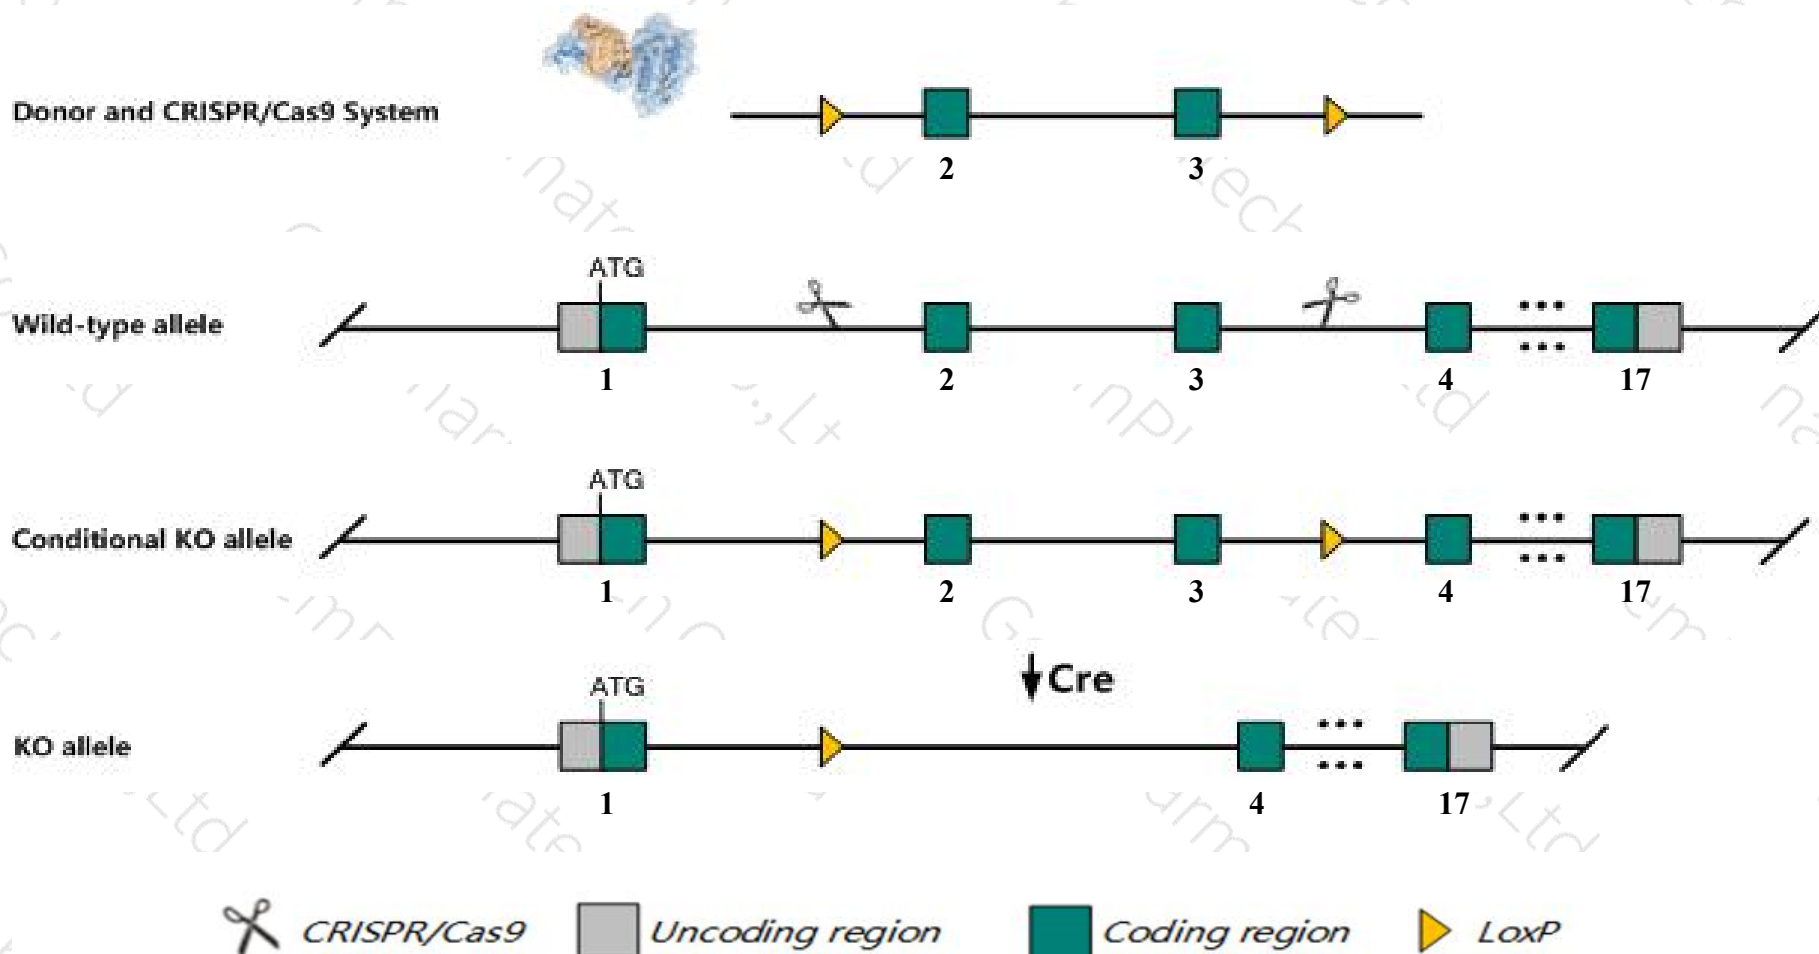 Donor and CRISPR/Cas9 System
2 3
ATG
Wild-type allele
1 2 3 4 17
ATG
Conditional KO allele
1 2 3 4 17
Cre
ATG
KO allele
1 4 17
CRISPR/Cas9 Uncoding region Coding region LoxP